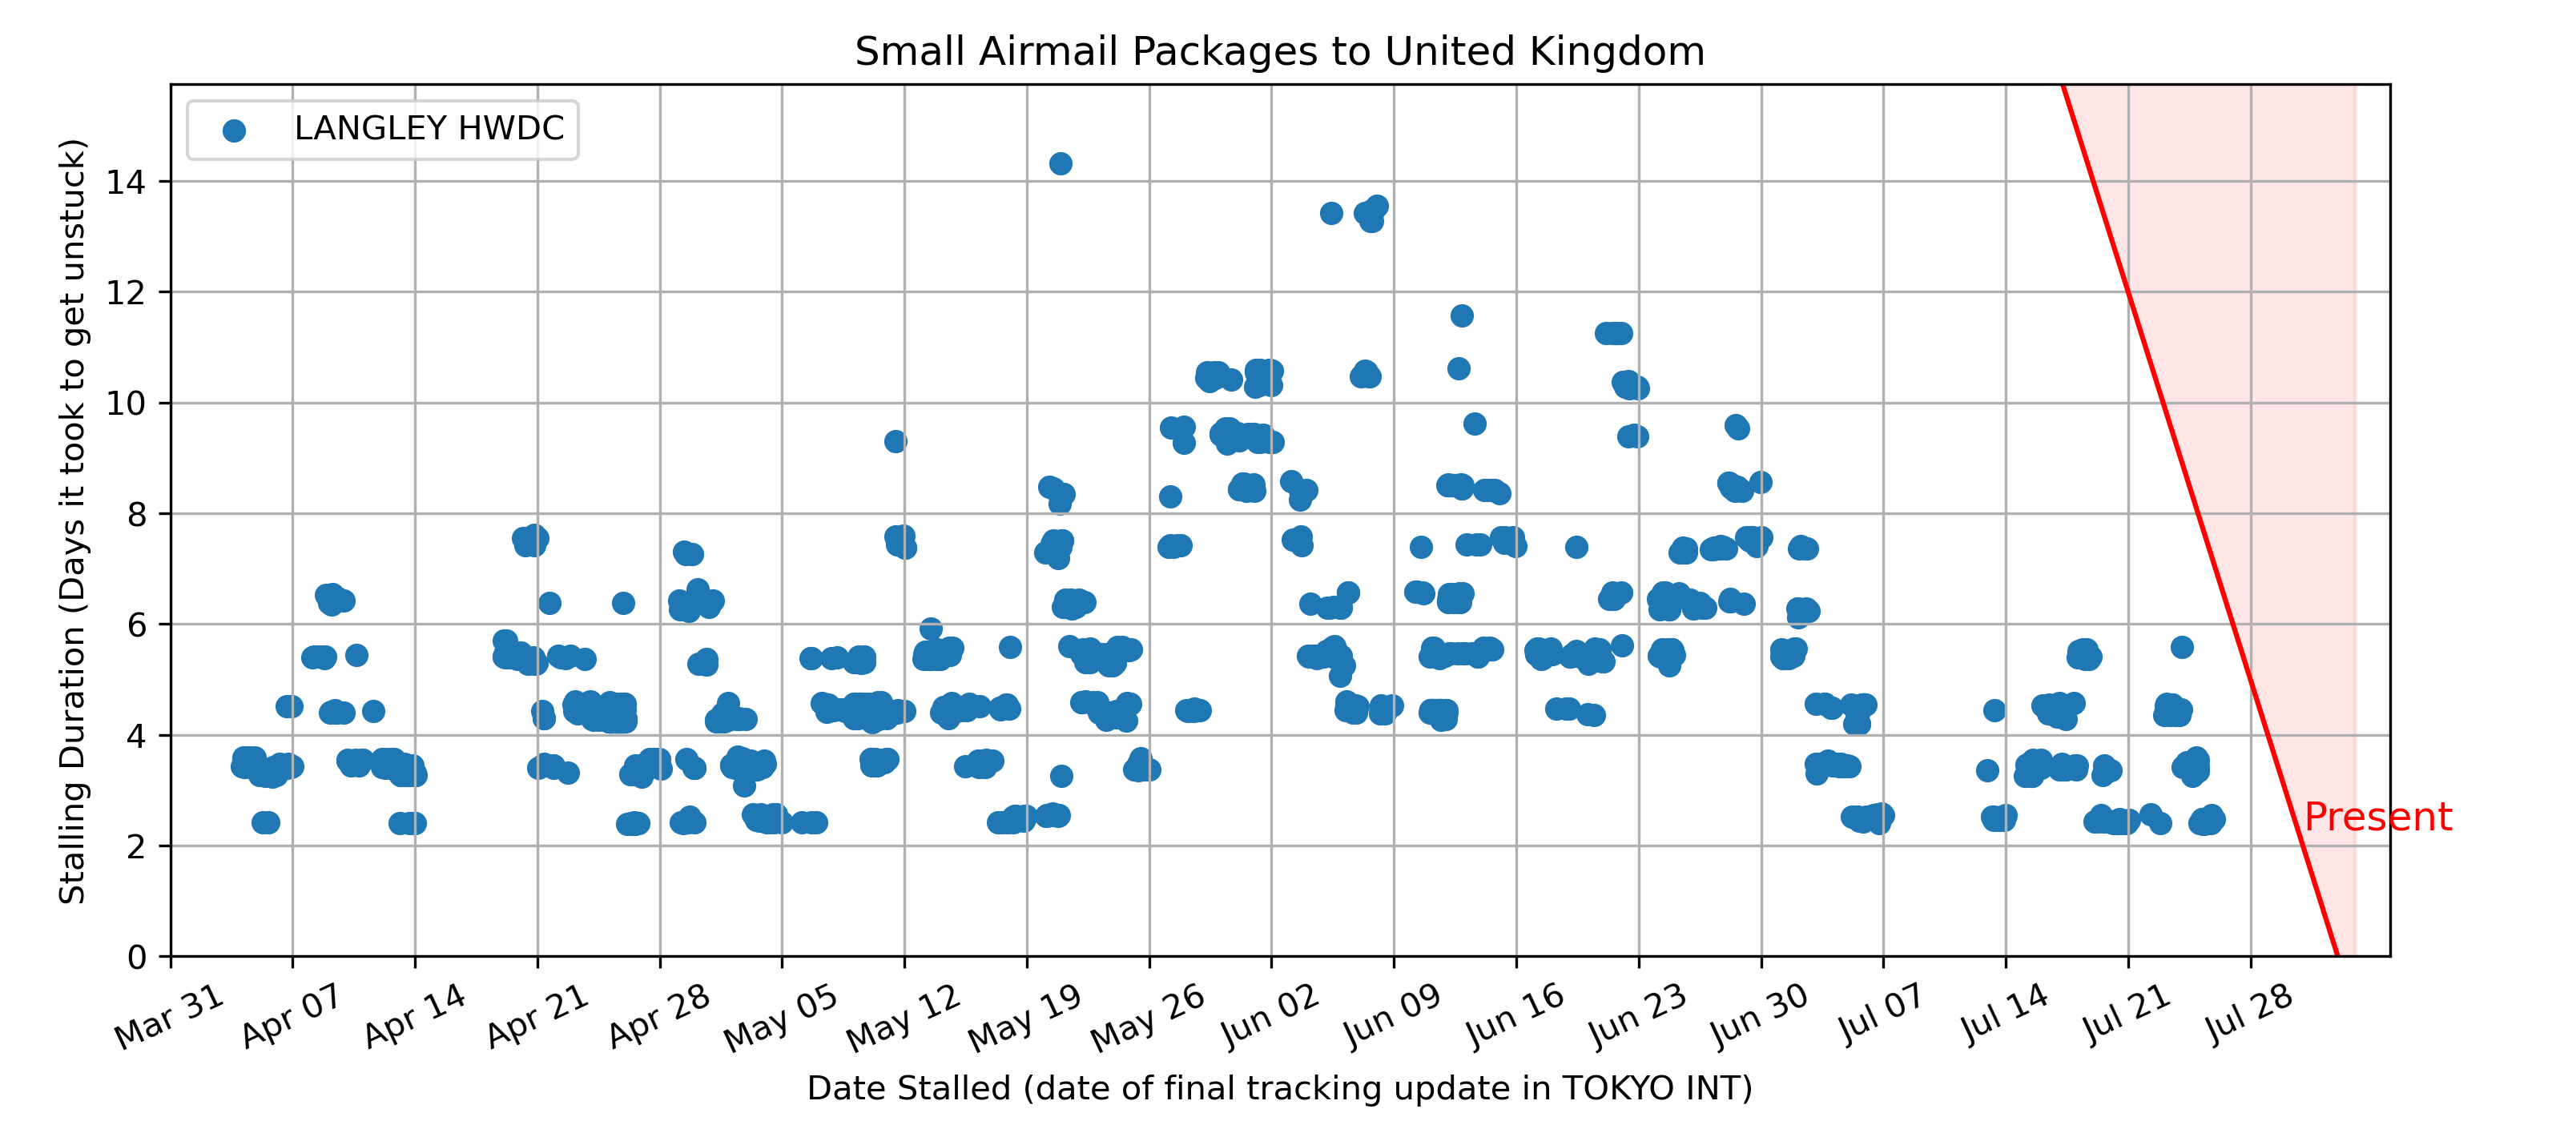 Small Airmail Packages to United Kingdom
LANGLEY HWDC
Stalling Duration (Days it took to get unstuck)
14
12
10
8
6
4
2
0
Present
Mar 31
Apr 07
Apr 14
Apr 21
Apr 28
May 05
May 12
May 19
May 26
Jun 02
Jun 09
Jun 16
Jun 23
Jun 30
Jul 07
Jul 14
Jul 21
Jul 28
Date Stalled (date of final tracking update in TOKYO INT)